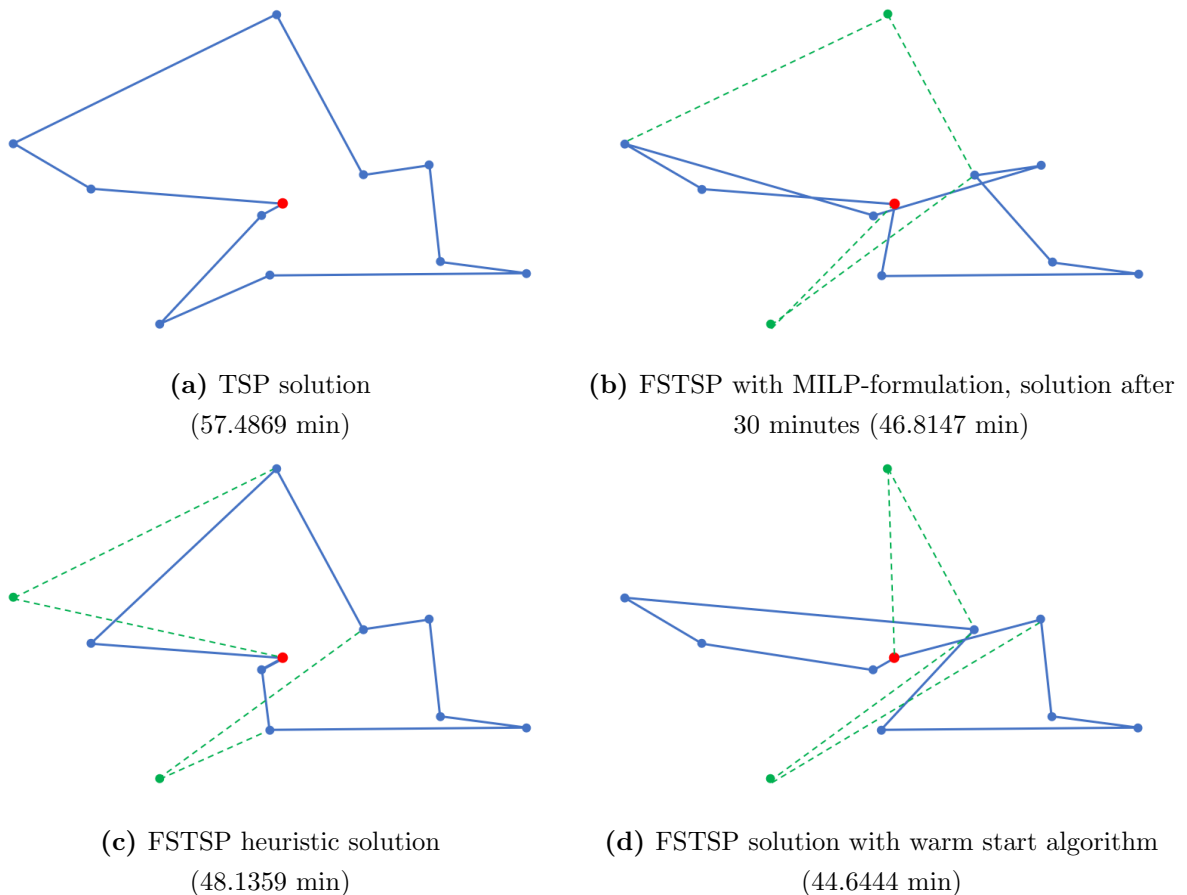 (a) TSP solution
(57.4869 min)
(b) FSTSP with MILP-formulation, solution after
30 minutes (46.8147 min)
(c) FSTSP heuristic solution
(48.1359 min)
(d) FSTSP solution with warm start algorithm
(44.6444 min)